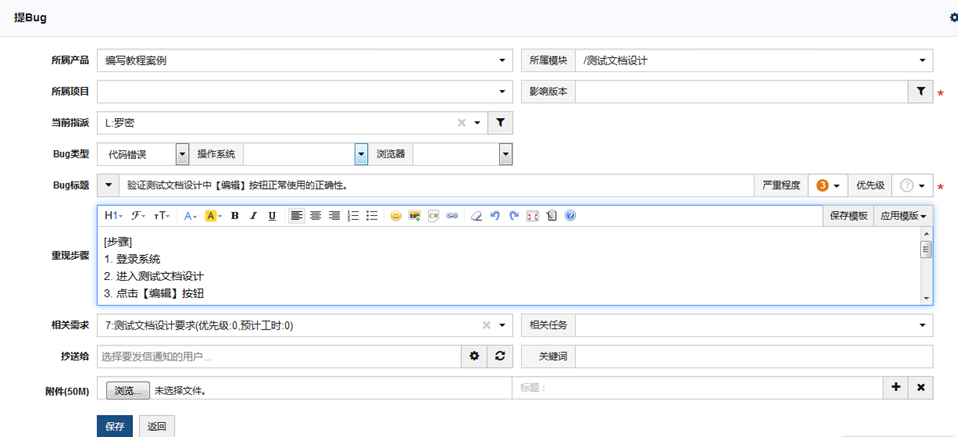 提Bug
所属产品 编写教程案例 所属模块 /测试文档设计
所属项目 影响版本 *
当前指派 L:罗密
Bug类型 代码错误 操作系统 浏览器
Bug标题 验证测试文档设计中【编辑】按钮正常使用的正确性。 严重程度 3 优先级 ? *
H1 F тT A A B I U 保存模板 应用模版
重现步骤
[步骤]
1. 登录系统
2. 进入测试文档设计
3. 点击【编辑】按钮
相关需求 7:测试文档设计要求(优先级:0,预计工时:0) 相关任务
抄送给 选择要发信通知的用户... 关键词
附件(50M) 浏览... 未选择文件。 标题：
保存 返回